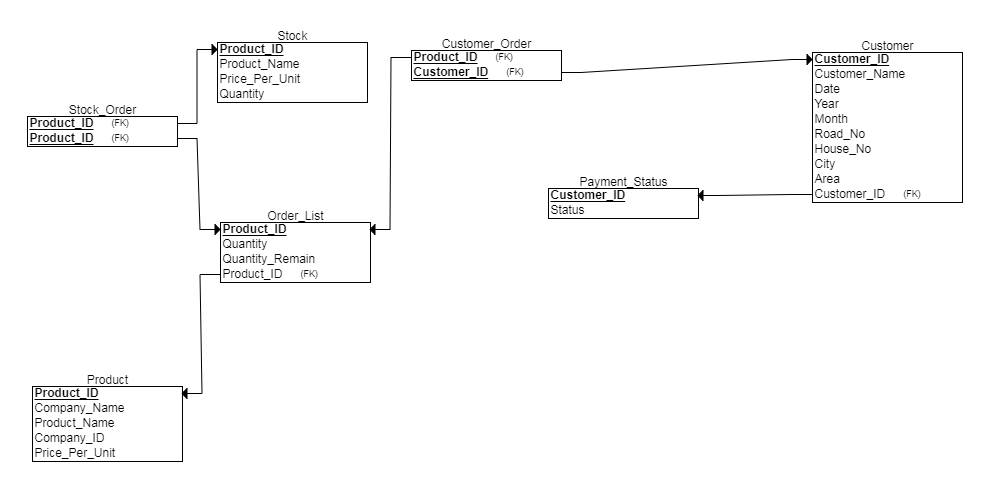 Stock
Product_ID
Product_Name
Price_Per_Unit
Quantity
Customer_Order
Product_ID (FK)
Customer_ID (FK)
Customer
Customer_ID
Customer_Name
Date
Year
Month
Road_No
House_No
City
Area
Customer_ID (FK)
Stock_Order
Product_ID (FK)
Product_ID (FK)
Payment_Status
Customer_ID
Status
Order_List
Product_ID
Quantity
Quantity_Remain
Product_ID (FK)
Product
Product_ID
Company_Name
Product_Name
Company_ID
Price_Per_Unit